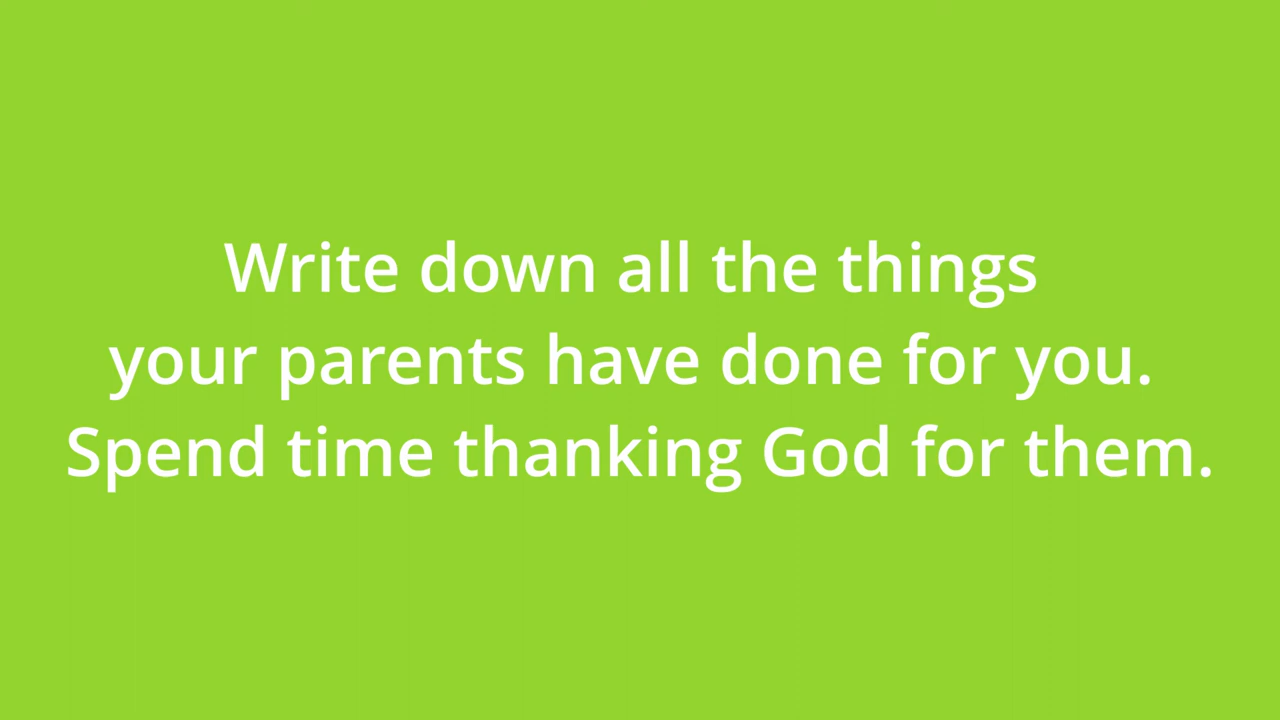 Write down all the things
your parents have done for you.
Spend time thanking God for them.